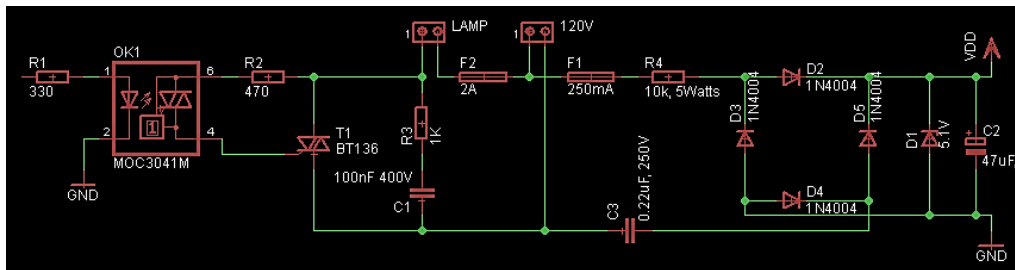 R1
330
OK1
1
2
6
4
1
MOC3041M
GND
R2
470
T1
BT136
1
LAMP
R3
1K
100nF 400V
C1
F2
2A
1
120V
F1
250mA
R4
10k, 5Watts
C3
0.22uF, 250V
D3
1N4004
D2
1N4004
D5
1N4004
D4
1N4004
D1
5.1V
VDD
C2
47uF,
GND